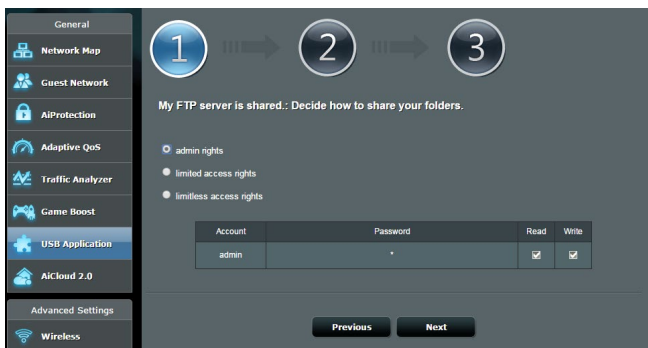 General
Network Map
Guest Network
AiProtection
Adaptive QoS
Traffic Analyzer
Game Boost
USB Application
AiCloud 2.0
Advanced Settings
Wireless
1 2 3
My FTP server is shared.: Decide how to share your folders.
admin rights
limited access rights
limitless access rights
Account Password Read Write
admin *
Previous Next